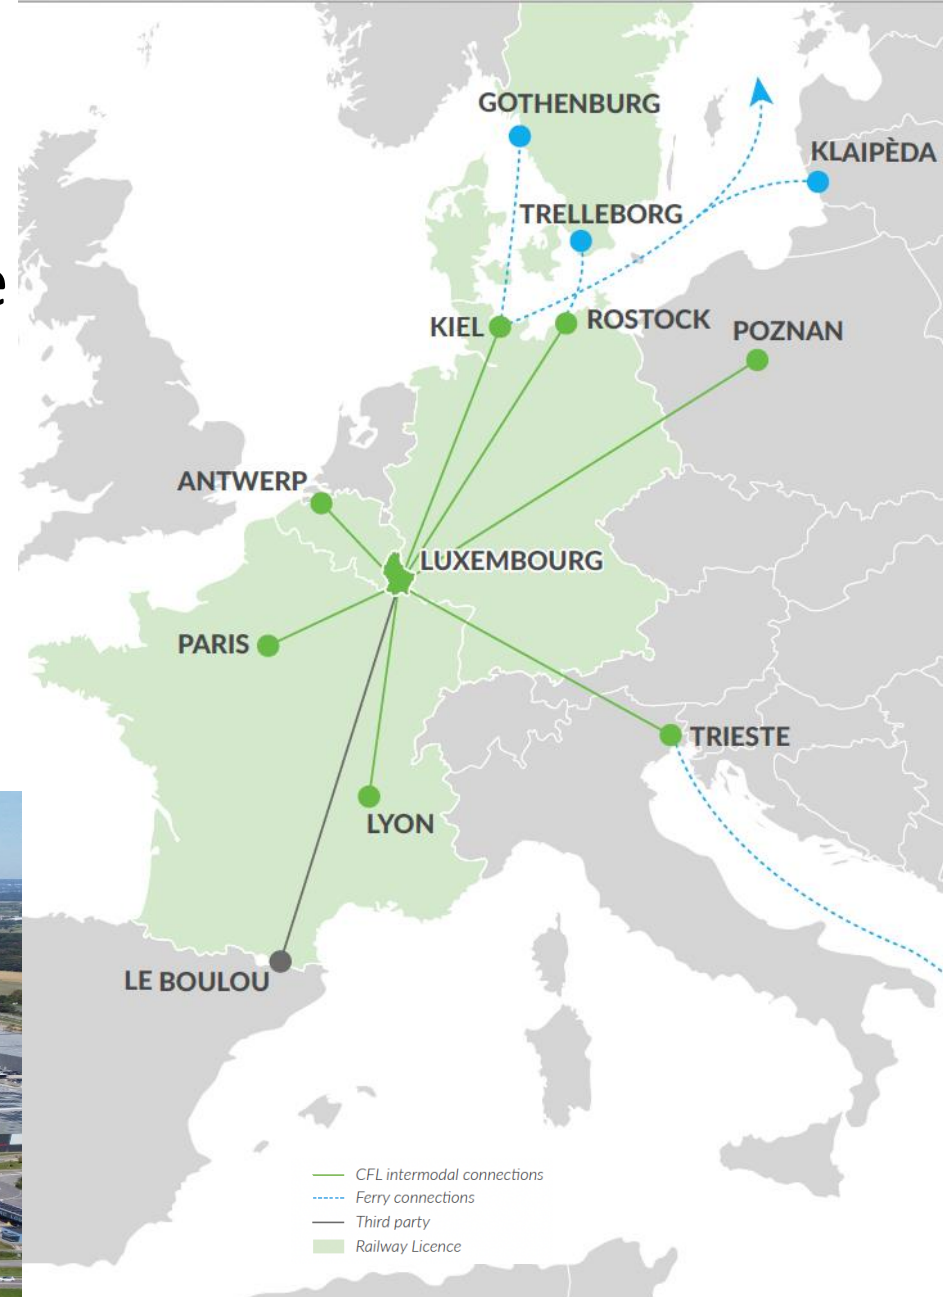 GOTHENBURG
KLAIPÈDA
TRELLEBORG
e
KIEL
ROSTOCK
POZNAN
ANTWERP
LUXEMBOURG
PARIS
TRIESTE
LYON
LE BOULOU
CFL intermodal connections
Ferry connections
Third party
Railway Licence